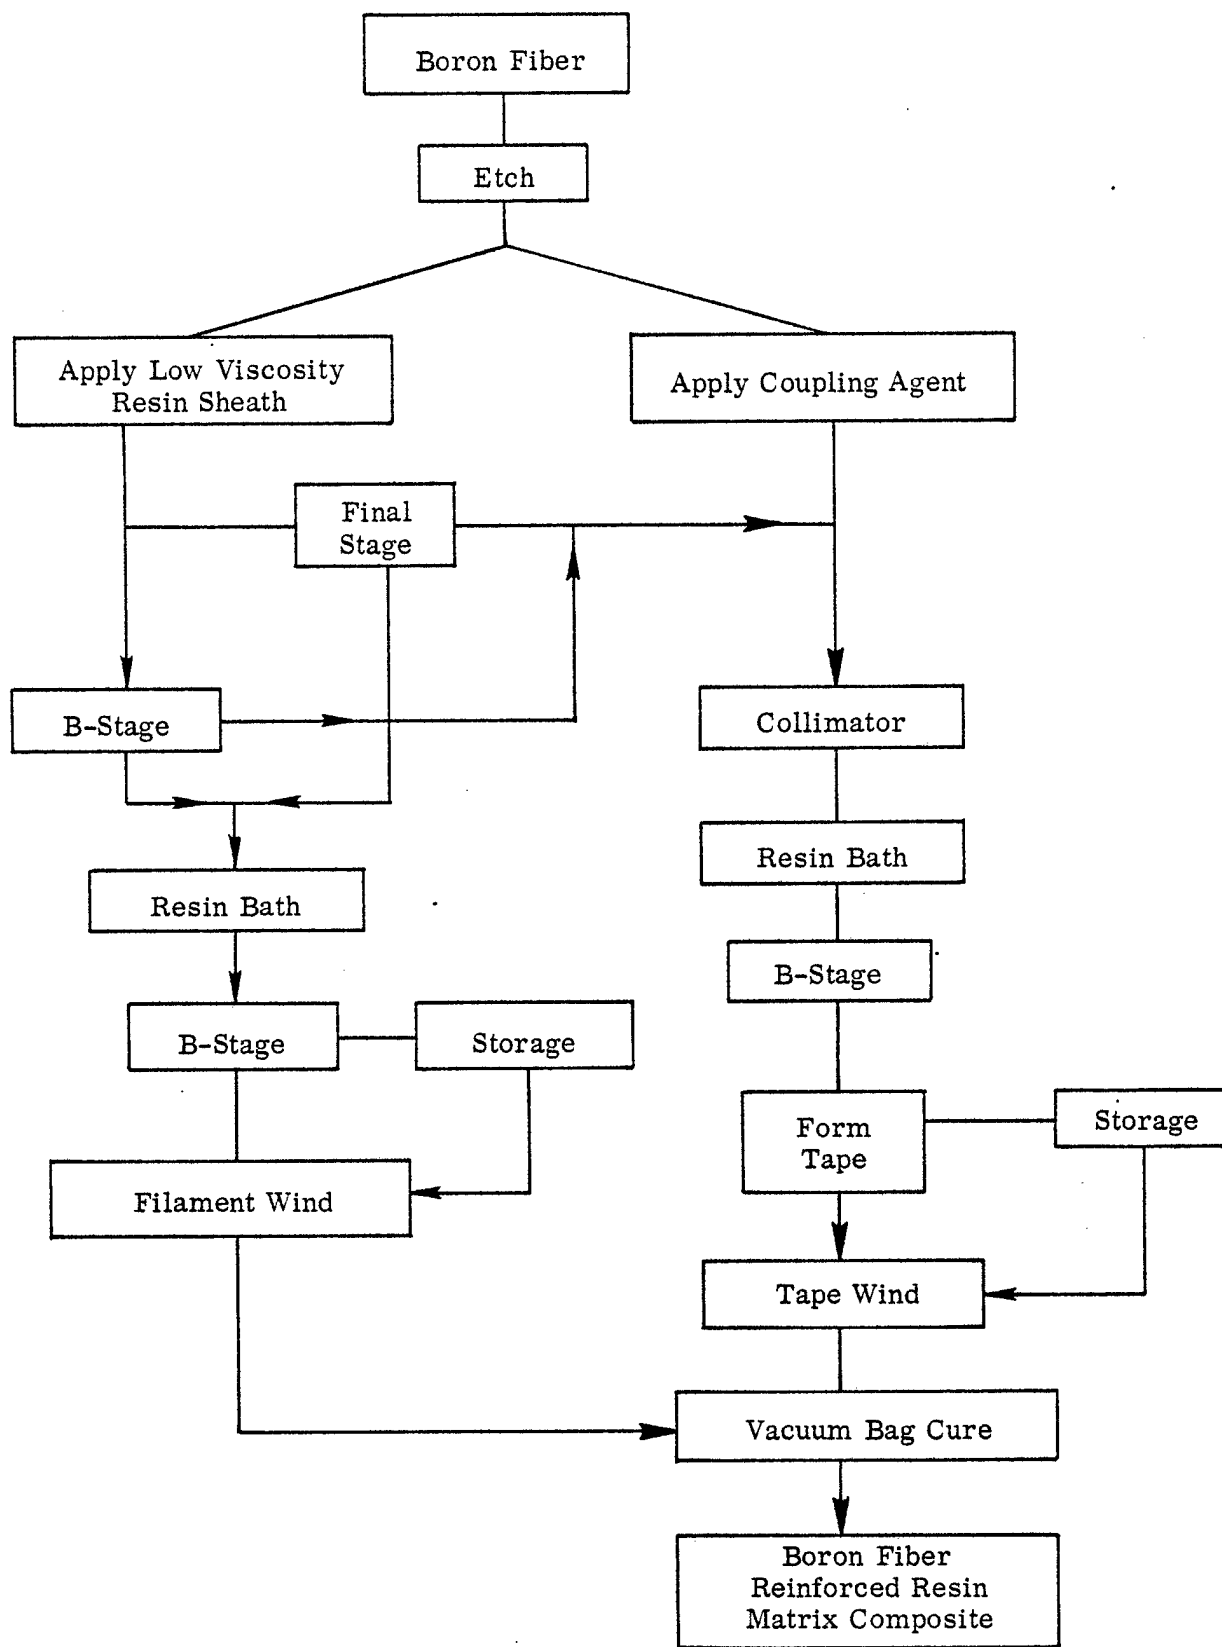 Boron Fiber
Etch
Apply Low Viscosity
Resin Sheath
Apply Coupling Agent
Final
Stage
B-Stage
Collimator
Resin Bath
Resin Bath
B-Stage
B-Stage
Storage
Form
Tape
Storage
Filament Wind
Tape Wind
Vacuum Bag Cure
Boron Fiber
Reinforced Resin
Matrix Composite